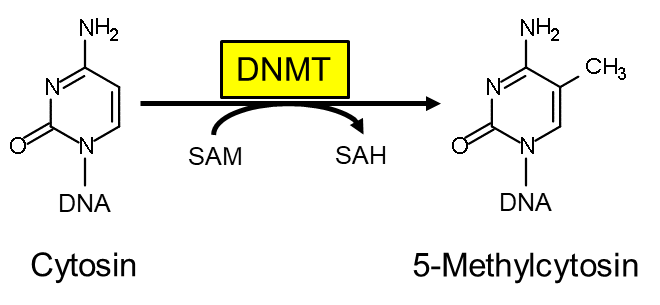 NH₂
N
O
N
DNA
Cytosin
DNMT
SAM
SAH
NH₂
CH₃
N
O
N
DNA
5-Methylcytosin